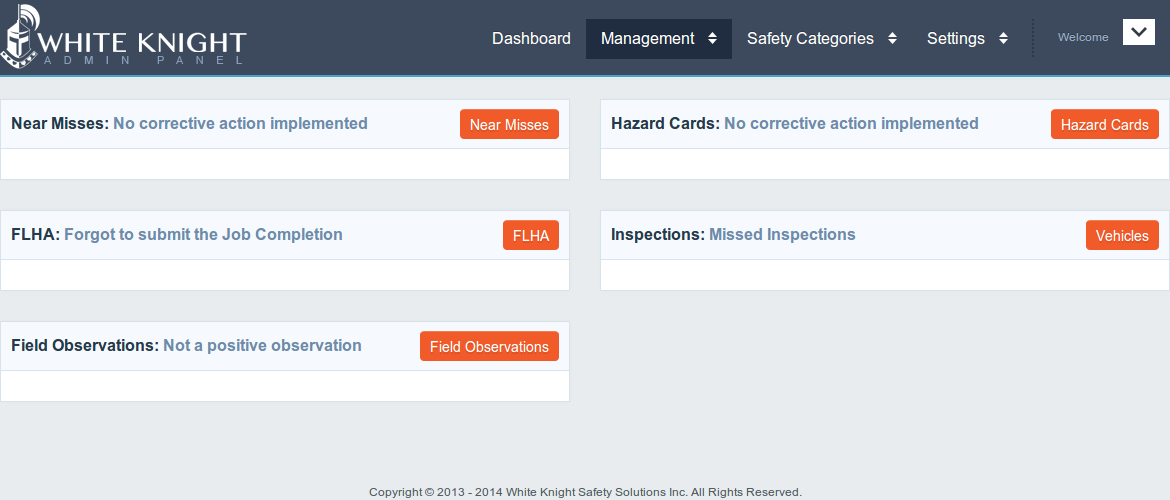 WHITE KNIGHT
ADMIN PANEL
Dashboard Management Safety Categories Settings Welcome
Near Misses: No corrective action implemented Near Misses
Hazard Cards: No corrective action implemented Hazard Cards
FLHA: Forgot to submit the Job Completion FLHA
Inspections: Missed Inspections Vehicles
Field Observations: Not a positive observation Field Observations
Copyright © 2013 - 2014 White Knight Safety Solutions Inc. All Rights Reserved.